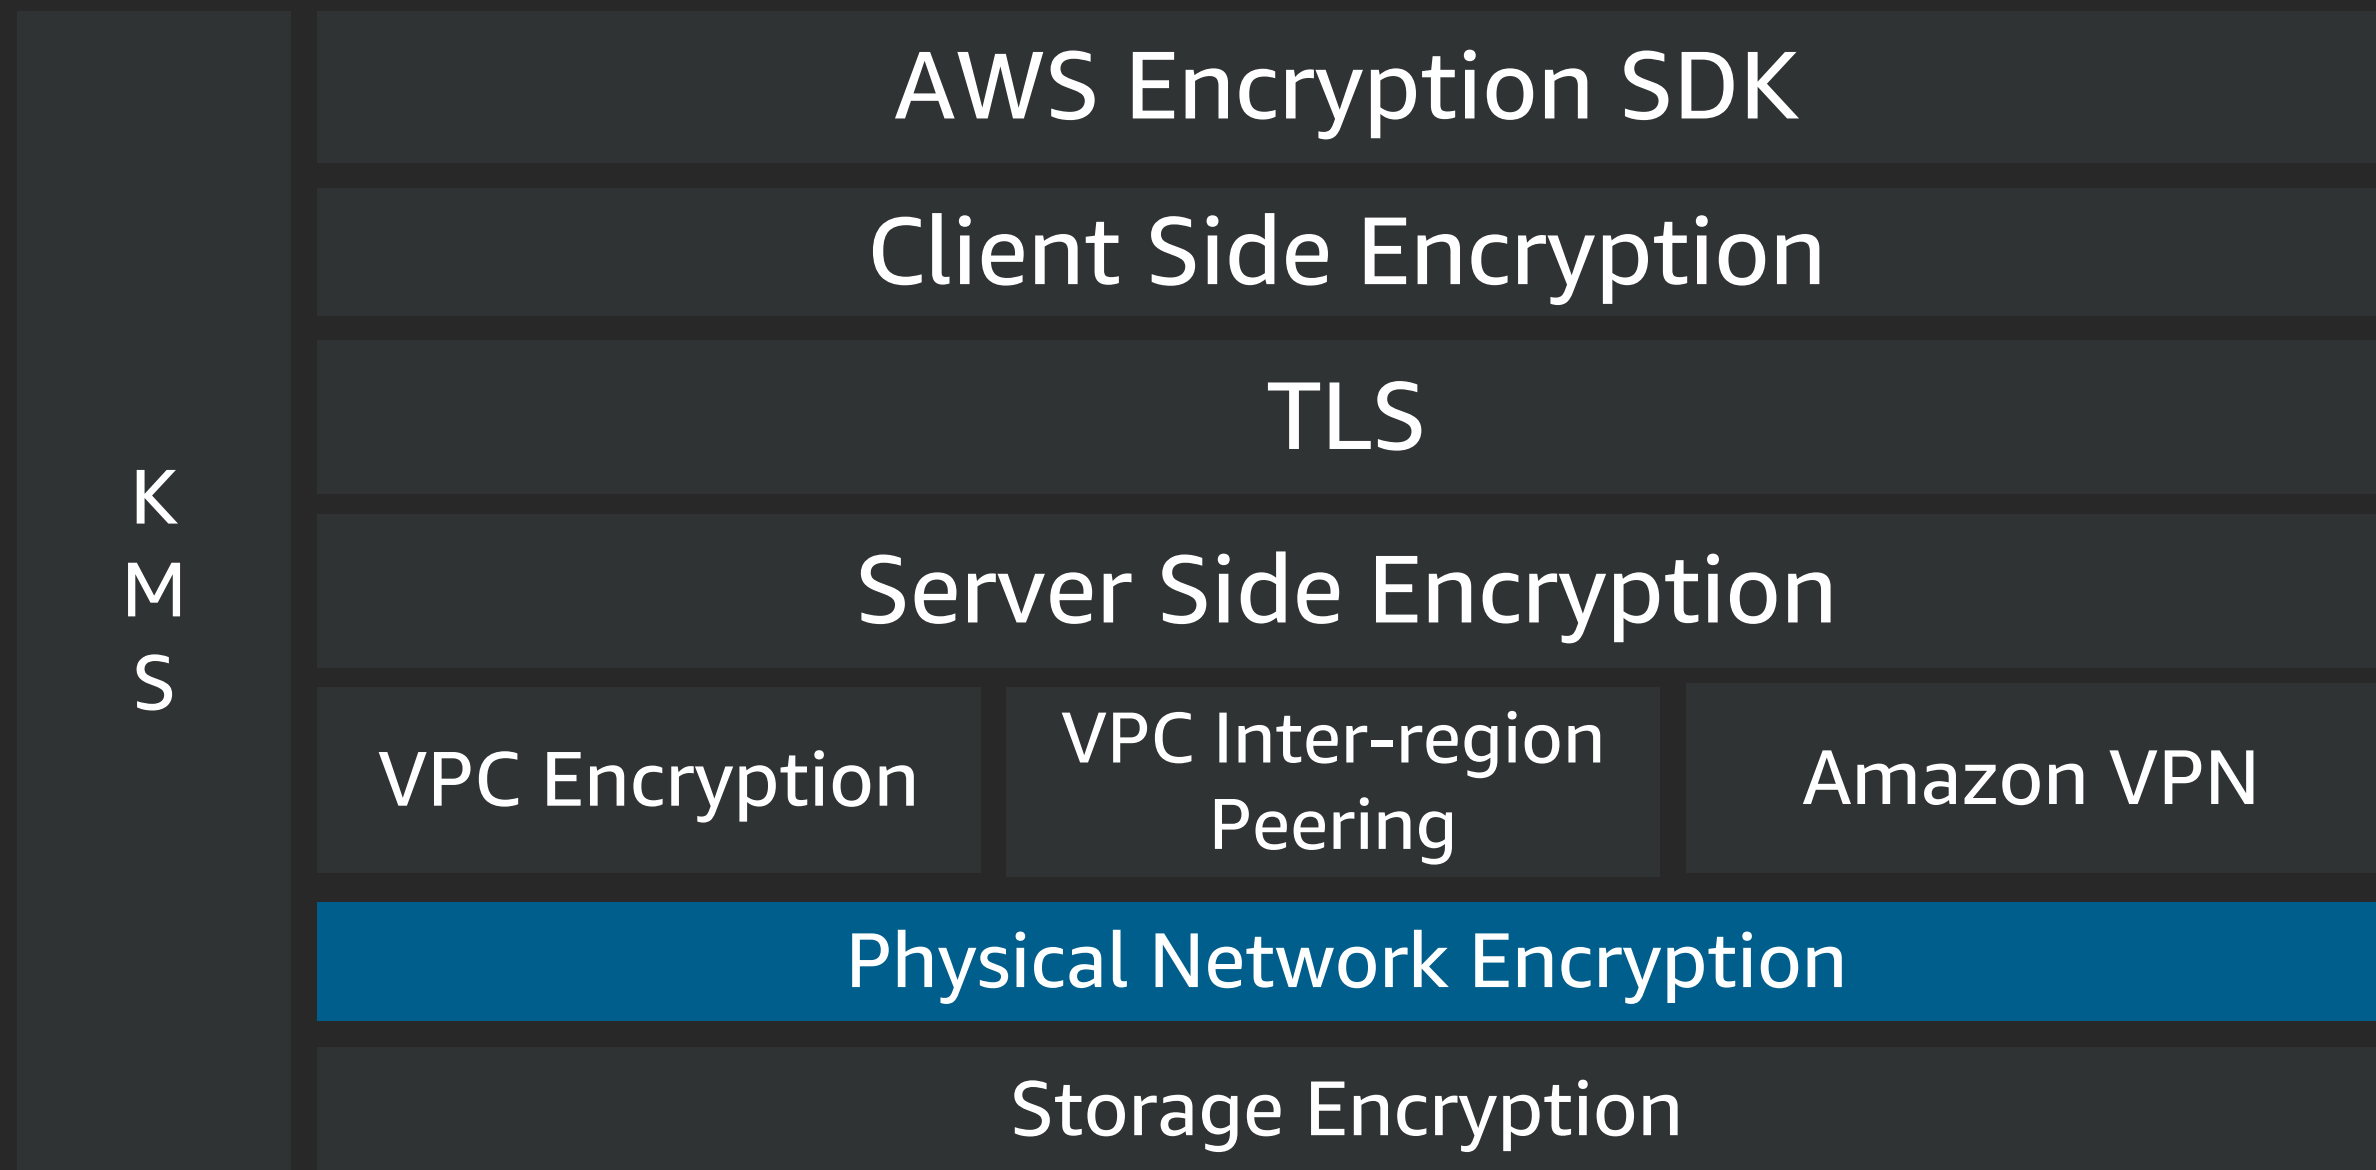 K
M
S
AWS Encryption SDK
Client Side Encryption
TLS
Server Side Encryption
VPC Encryption
VPC Inter-region
Peering
Amazon VPN
Physical Network Encryption
Storage Encryption